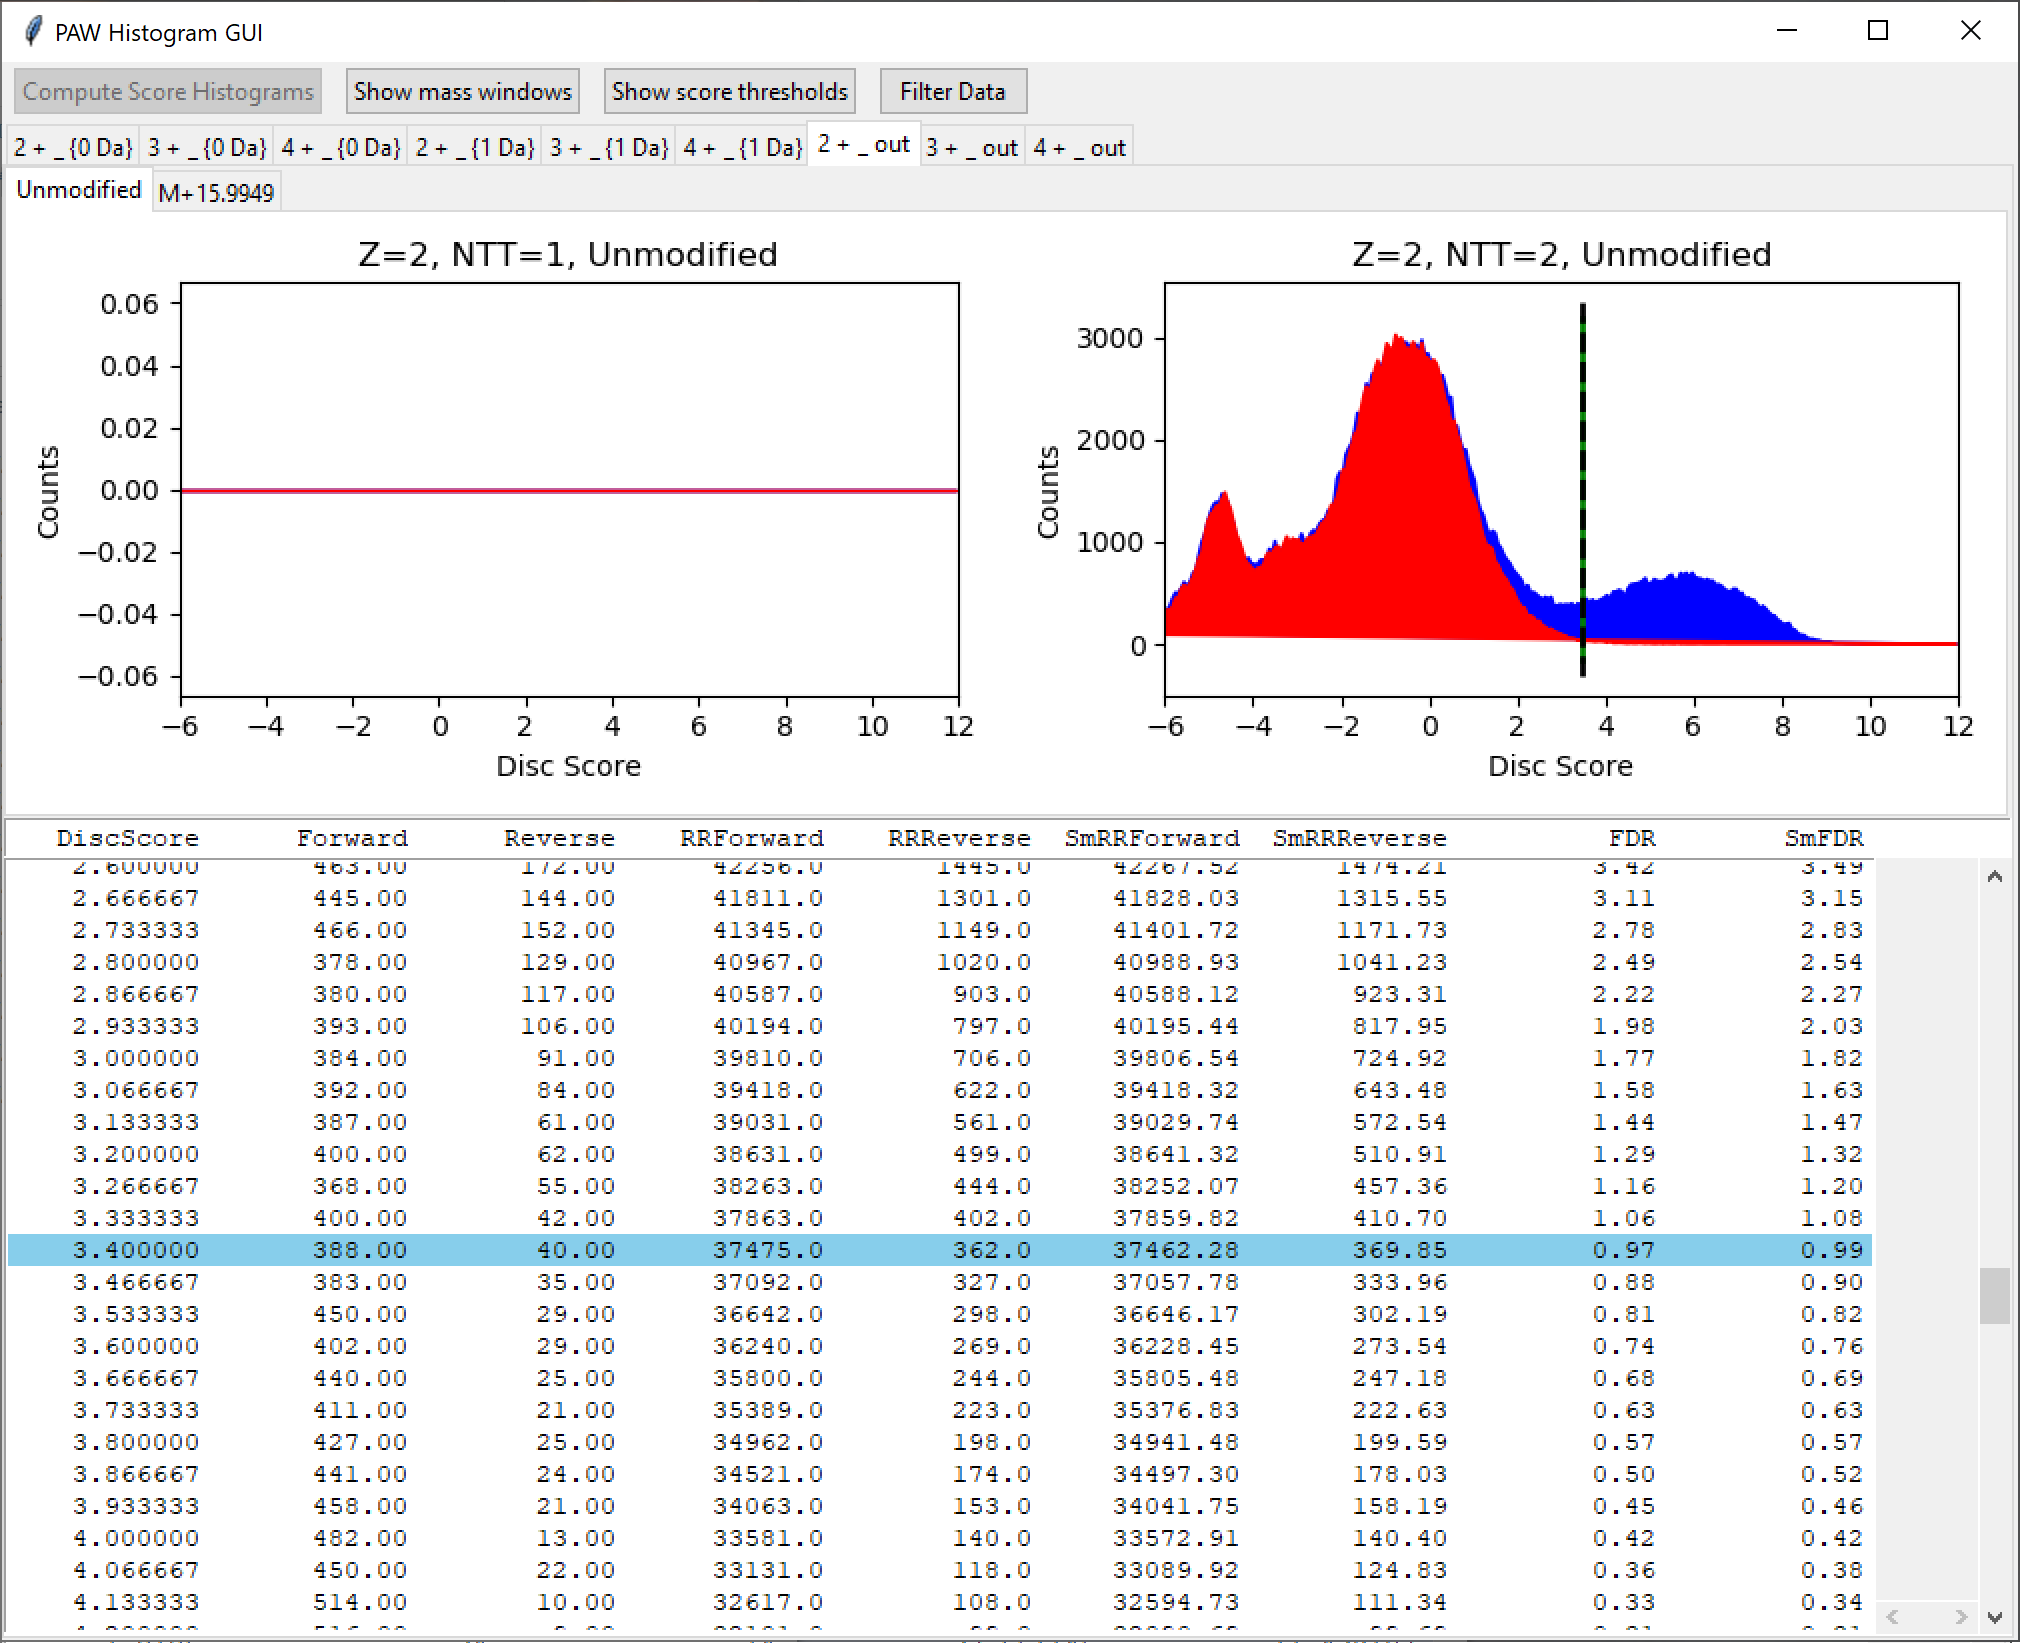 PAW Histogram GUI
Compute Score Histograms Show mass windows Show score thresholds Filter Data
2 + _ {0 Da} 3 + _ {0 Da} 4 + _ {0 Da} 2 + _ {1 Da} 3 + _ {1 Da} 4 + _ {1 Da} 2 + _ out 3 + _ out 4 + _ out
Unmodified M+15.9949
Z=2, NTT=1, Unmodified
0.06
0.04
0.02
0.00
−0.02
−0.04
−0.06
Counts
−6 −4 −2 0 2 4 6 8 10 12
Disc Score
Z=2, NTT=2, Unmodified
3000
2000
1000
0
Counts
−6 −4 −2 0 2 4 6 8 10 12
Disc Score
DiscScore Forward Reverse RRForward RRReverse SmRRForward SmRRReverse FDR SmFDR
2.600000 463.00 172.00 42256.0 1445.0 42267.52 1474.21 3.42 3.49
2.666667 445.00 144.00 41811.0 1301.0 41828.03 1315.55 3.11 3.15
2.733333 466.00 152.00 41345.0 1149.0 41401.72 1171.73 2.78 2.83
2.800000 378.00 129.00 40967.0 1020.0 40988.93 1041.23 2.49 2.54
2.866667 380.00 117.00 40587.0 903.0 40588.12 923.31 2.22 2.27
2.933333 393.00 106.00 40194.0 797.0 40195.44 817.95 1.98 2.03
3.000000 384.00 91.00 39810.0 706.0 39806.54 724.92 1.77 1.82
3.066667 392.00 84.00 39418.0 622.0 39418.32 643.48 1.58 1.63
3.133333 387.00 61.00 39031.0 561.0 39029.74 572.54 1.44 1.47
3.200000 400.00 62.00 38631.0 499.0 38641.32 510.91 1.29 1.32
3.266667 368.00 55.00 38263.0 444.0 38252.07 457.36 1.16 1.20
3.333333 400.00 42.00 37863.0 402.0 37859.82 410.70 1.06 1.08
3.400000 388.00 40.00 37475.0 362.0 37462.28 369.85 0.97 0.99
3.466667 383.00 35.00 37092.0 327.0 37057.78 333.96 0.88 0.90
3.533333 450.00 29.00 36642.0 298.0 36646.17 302.19 0.81 0.82
3.600000 402.00 29.00 36240.0 269.0 36228.45 273.54 0.74 0.76
3.666667 440.00 25.00 35800.0 244.0 35805.48 247.18 0.68 0.69
3.733333 411.00 21.00 35389.0 223.0 35376.83 222.63 0.63 0.63
3.800000 427.00 25.00 34962.0 198.0 34941.48 199.59 0.57 0.57
3.866667 441.00 24.00 34521.0 174.0 34497.30 178.03 0.50 0.52
3.933333 458.00 21.00 34063.0 153.0 34041.75 158.19 0.45 0.46
4.000000 482.00 13.00 33581.0 140.0 33572.91 140.40 0.42 0.42
4.066667 450.00 22.00 33131.0 118.0 33089.92 124.83 0.36 0.38
4.133333 514.00 10.00 32617.0 108.0 32594.73 111.34 0.33 0.34